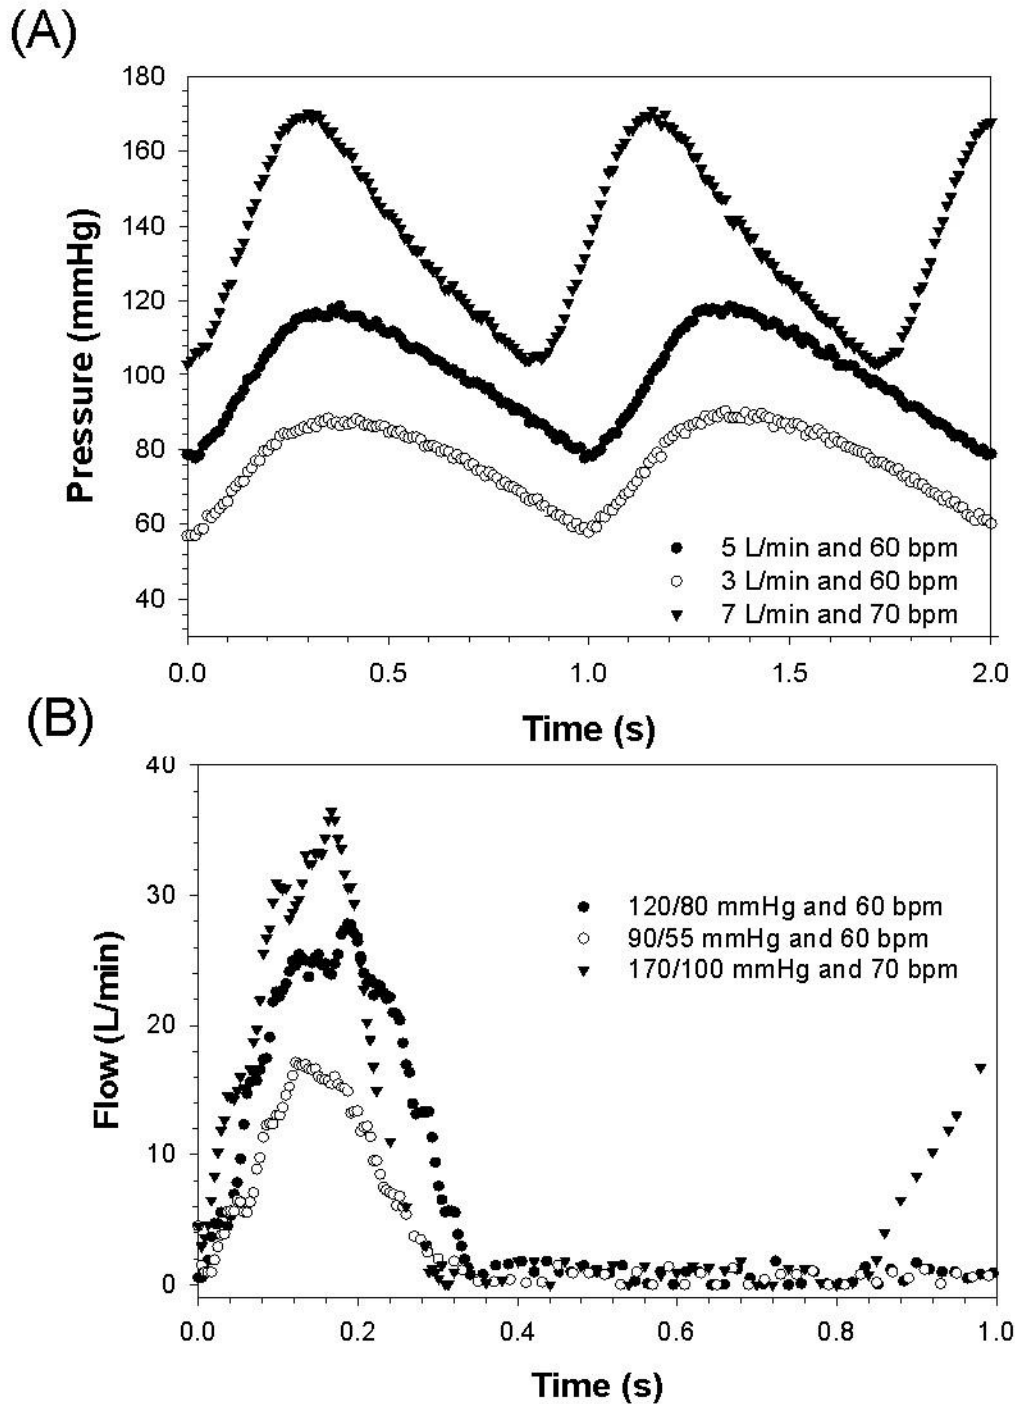 (A)
180
160
140
120
100
80
60
40
Pressure (mmHg)
5 L/min and 60 bpm
3 L/min and 60 bpm
7 L/min and 70 bpm
0.0 0.5 1.0 1.5 2.0
Time (s)
(B)
40
30
20
10
0
Flow (L/min)
120/80 mmHg and 60 bpm
90/55 mmHg and 60 bpm
170/100 mmHg and 70 bpm
0.0 0.2 0.4 0.6 0.8 1.0
Time (s)